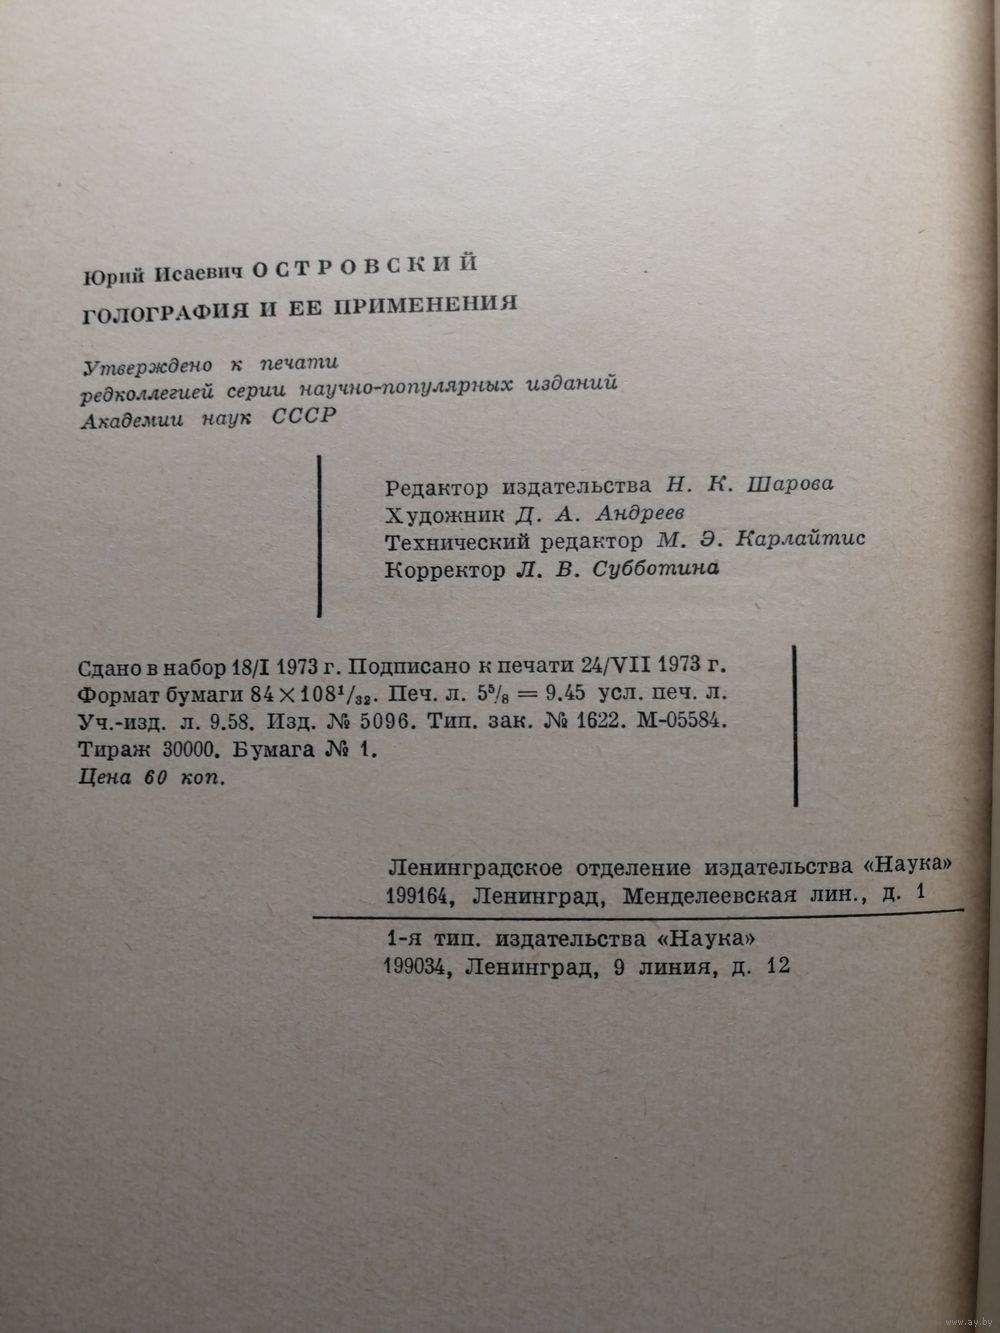 Юрий Исаевич ОСТРОВСКИЙ
ГОЛОГРАФИЯ И ЕЕ ПРИМЕНЕНИЯ
Утверждено к печати
редколлегией серии научно-популярных изданий
Академии наук СССР
Редактор издательства Н. К. Шарова
Художник Д. А. Андреев
Технический редактор М. Э. Карлайтис
Корректор Л. В. Субботина
Сдано в набор 18/I 1973 г. Подписано к печати 24/VII 1973 г.
Формат бумаги 84×108¹/₃₂. Печ. л. 5⁵/₈ = 9.45 усл. печ. л.
Уч.-изд. л. 9.58. Изд. № 5096. Тип. зак. № 1622. М-05584.
Тираж 30000. Бумага № 1.
Цена 60 коп.
Ленинградское отделение издательства «Наука»
199164, Ленинград, Менделеевская лин., д. 1
1-я тип. издательства «Наука»
199034, Ленинград, 9 линия, д. 12
www.ay.by